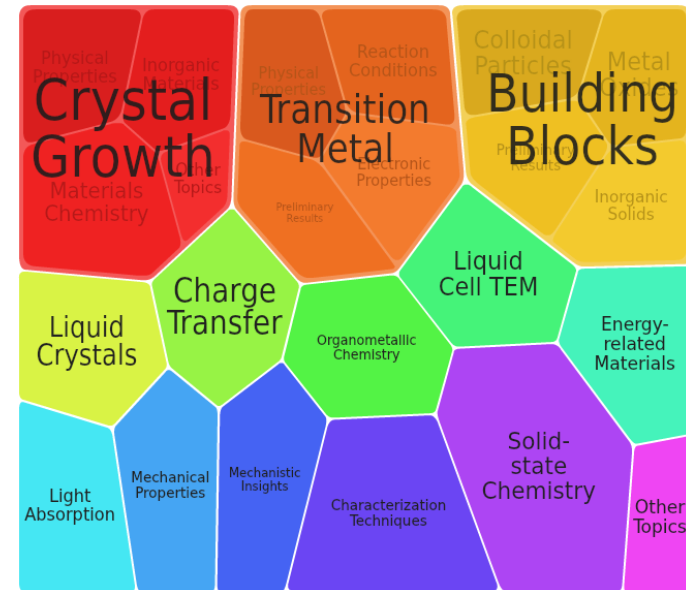 Physical
Properties
Inorganic
Materials
Crystal
Growth
Other
Topics
Materials
Chemistry
Physical
Properties
Reaction
Conditions
Transition
Metal
Electronic
Properties
Preliminary
Results
Colloidal
Particles
Metal
Oxides
Building
Blocks
Preliminary
Results
Inorganic
Solids
Liquid
Crystals
Charge
Transfer
Organometallic
Chemistry
Liquid
Cell TEM
Energy-
related
Materials
Light
Absorption
Mechanical
Properties
Mechanistic
Insights
Characterization
Techniques
Solid-
state
Chemistry
Other
Topics